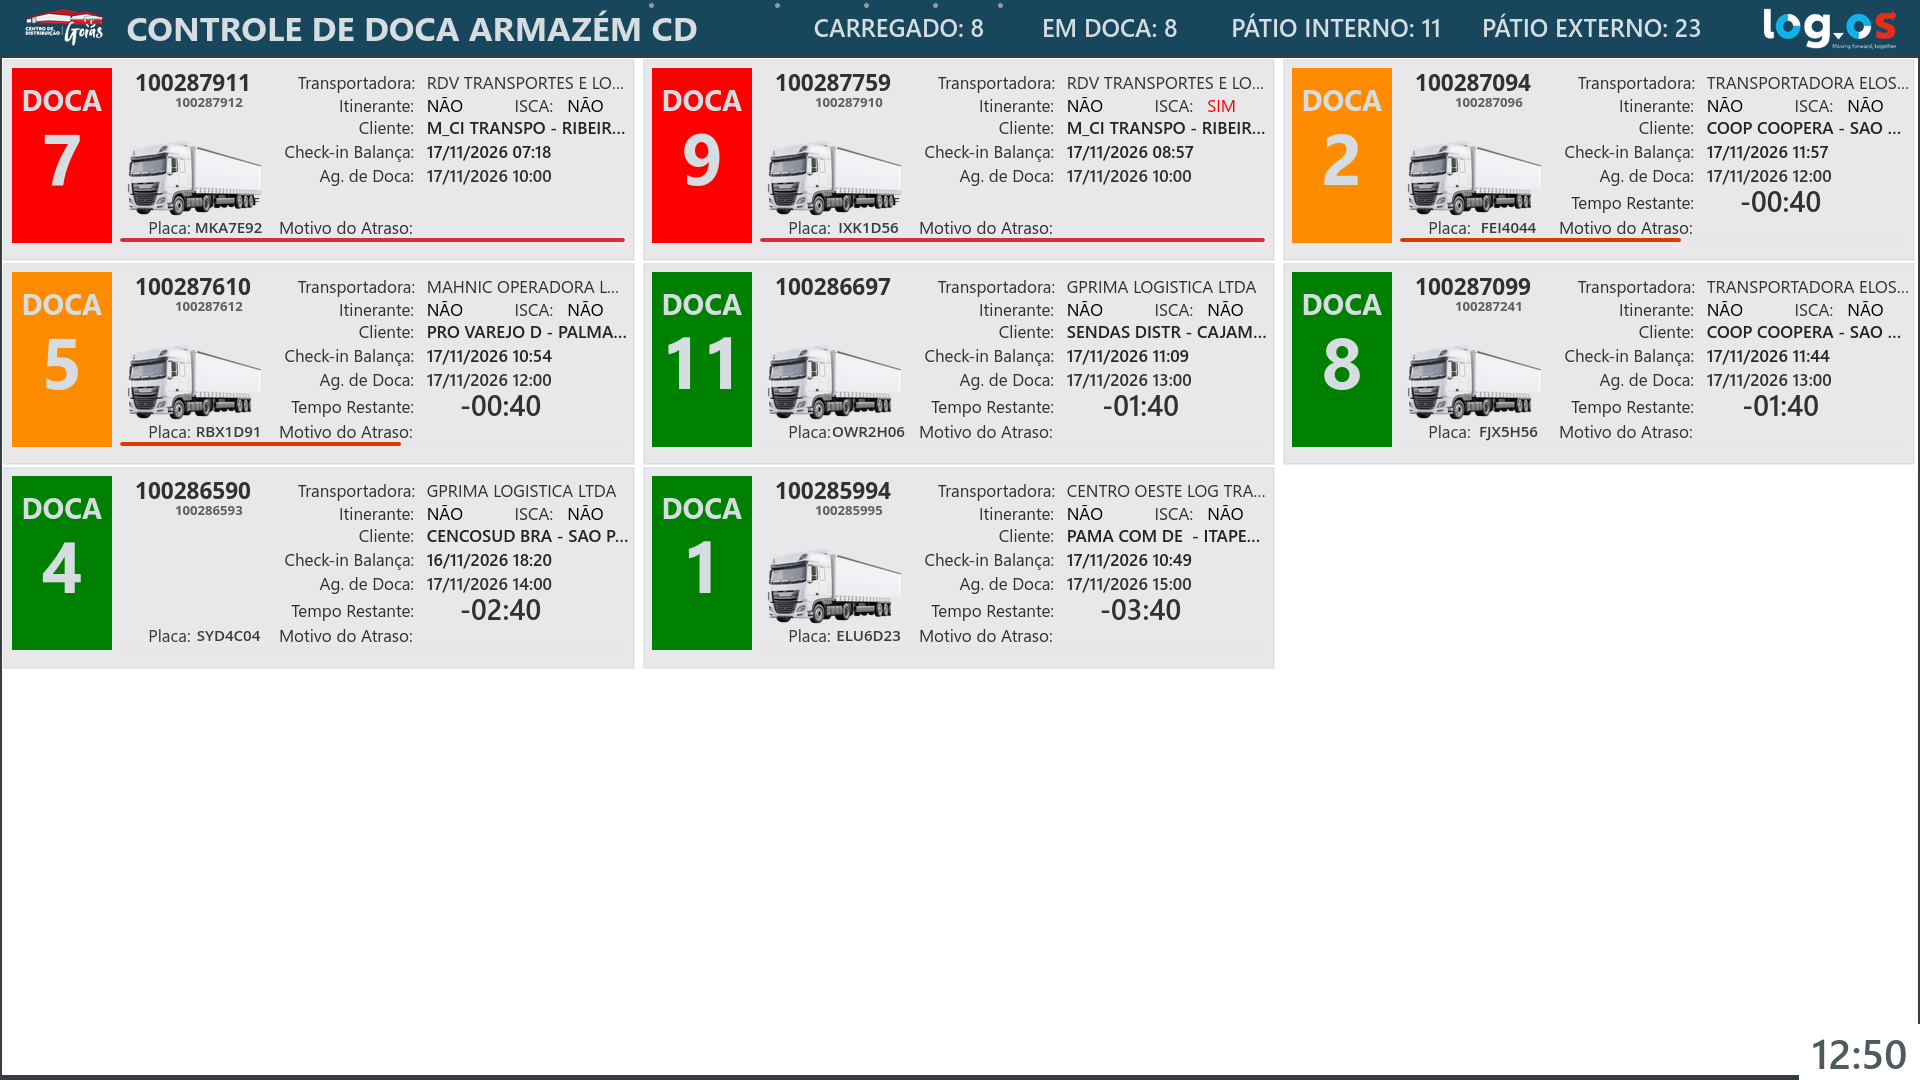 CENTRO DE DISTRIBUIÇÃO Goiás
CONTROLE DE DOCA ARMAZÉM CD
CARREGADO: 8
EM DOCA: 8
PÁTIO INTERNO: 11
PÁTIO EXTERNO: 23
log.os
Moving forward, together
DOCA
7
100287911
100287912
Transportadora: RDV TRANSPORTES E LO...
Itinerante: NÃO ISCA: NÃO
Cliente: M_CI TRANSPO - RIBEIR...
Check-in Balança: 17/11/2026 07:18
Ag. de Doca: 17/11/2026 10:00
Placa: MKA7E92 Motivo do Atraso:
DOCA
9
100287759
100287910
Transportadora: RDV TRANSPORTES E LO...
Itinerante: NÃO ISCA: SIM
Cliente: M_CI TRANSPO - RIBEIR...
Check-in Balança: 17/11/2026 08:57
Ag. de Doca: 17/11/2026 10:00
Placa: IXK1D56 Motivo do Atraso:
DOCA
2
100287094
100287096
Transportadora: TRANSPORTADORA ELOS...
Itinerante: NÃO ISCA: NÃO
Cliente: COOP COOPERA - SAO ...
Check-in Balança: 17/11/2026 11:57
Ag. de Doca: 17/11/2026 12:00
Tempo Restante: -00:40
Placa: FEI4044 Motivo do Atraso:
DOCA
5
100287610
100287612
Transportadora: MAHNIC OPERADORA L...
Itinerante: NÃO ISCA: NÃO
Cliente: PRO VAREJO D - PALMA...
Check-in Balança: 17/11/2026 10:54
Ag. de Doca: 17/11/2026 12:00
Tempo Restante: -00:40
Placa: RBX1D91 Motivo do Atraso:
DOCA
11
100286697
Transportadora: GPRIMA LOGISTICA LTDA
Itinerante: NÃO ISCA: NÃO
Cliente: SENDAS DISTR - CAJAM...
Check-in Balança: 17/11/2026 11:09
Ag. de Doca: 17/11/2026 13:00
Tempo Restante: -01:40
Placa: OWR2H06 Motivo do Atraso:
DOCA
8
100287099
100287241
Transportadora: TRANSPORTADORA ELOS...
Itinerante: NÃO ISCA: NÃO
Cliente: COOP COOPERA - SAO ...
Check-in Balança: 17/11/2026 11:44
Ag. de Doca: 17/11/2026 13:00
Tempo Restante: -01:40
Placa: FJX5H56 Motivo do Atraso:
DOCA
4
100286590
100286593
Transportadora: GPRIMA LOGISTICA LTDA
Itinerante: NÃO ISCA: NÃO
Cliente: CENCOSUD BRA - SAO P...
Check-in Balança: 16/11/2026 18:20
Ag. de Doca: 17/11/2026 14:00
Tempo Restante: -02:40
Placa: SYD4C04 Motivo do Atraso:
DOCA
1
100285994
100285995
Transportadora: CENTRO OESTE LOG TRA...
Itinerante: NÃO ISCA: NÃO
Cliente: PAMA COM DE  - ITAPE...
Check-in Balança: 17/11/2026 10:49
Ag. de Doca: 17/11/2026 15:00
Tempo Restante: -03:40
Placa: ELU6D23 Motivo do Atraso:
12:50